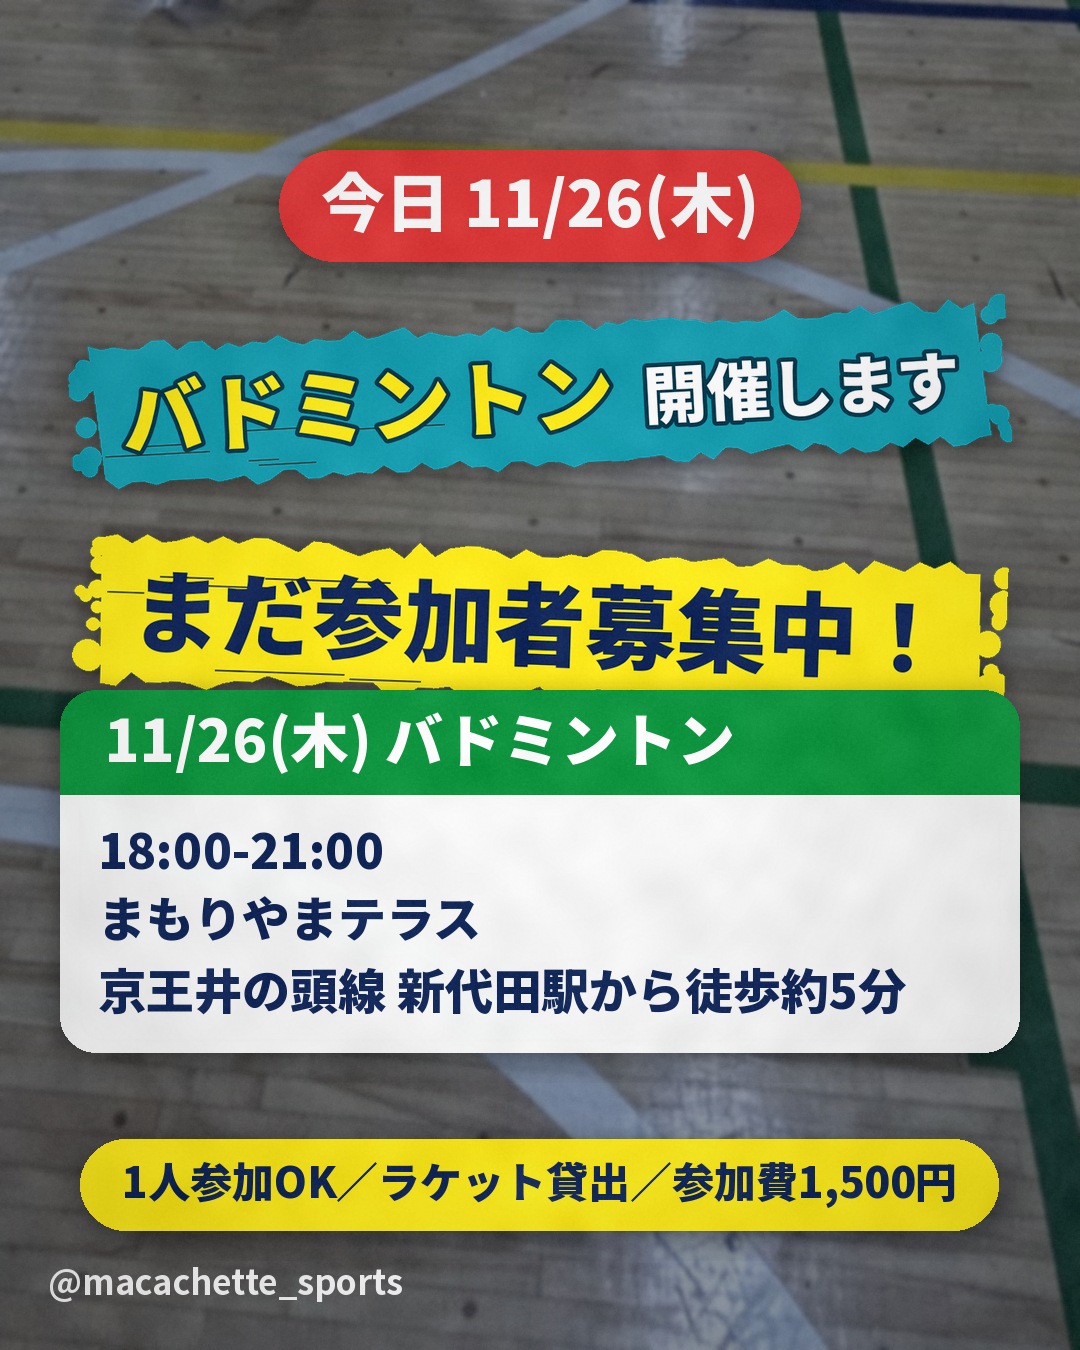 今日 11/26(木)
バドミントン 開催します
まだ参加者募集中！
11/26(木) バドミントン
18:00-21:00
まもりやまテラス
京王井の頭線 新代田駅から徒歩約5分
1人参加OK／ラケット貸出／参加費1,500円
@macachette_sports